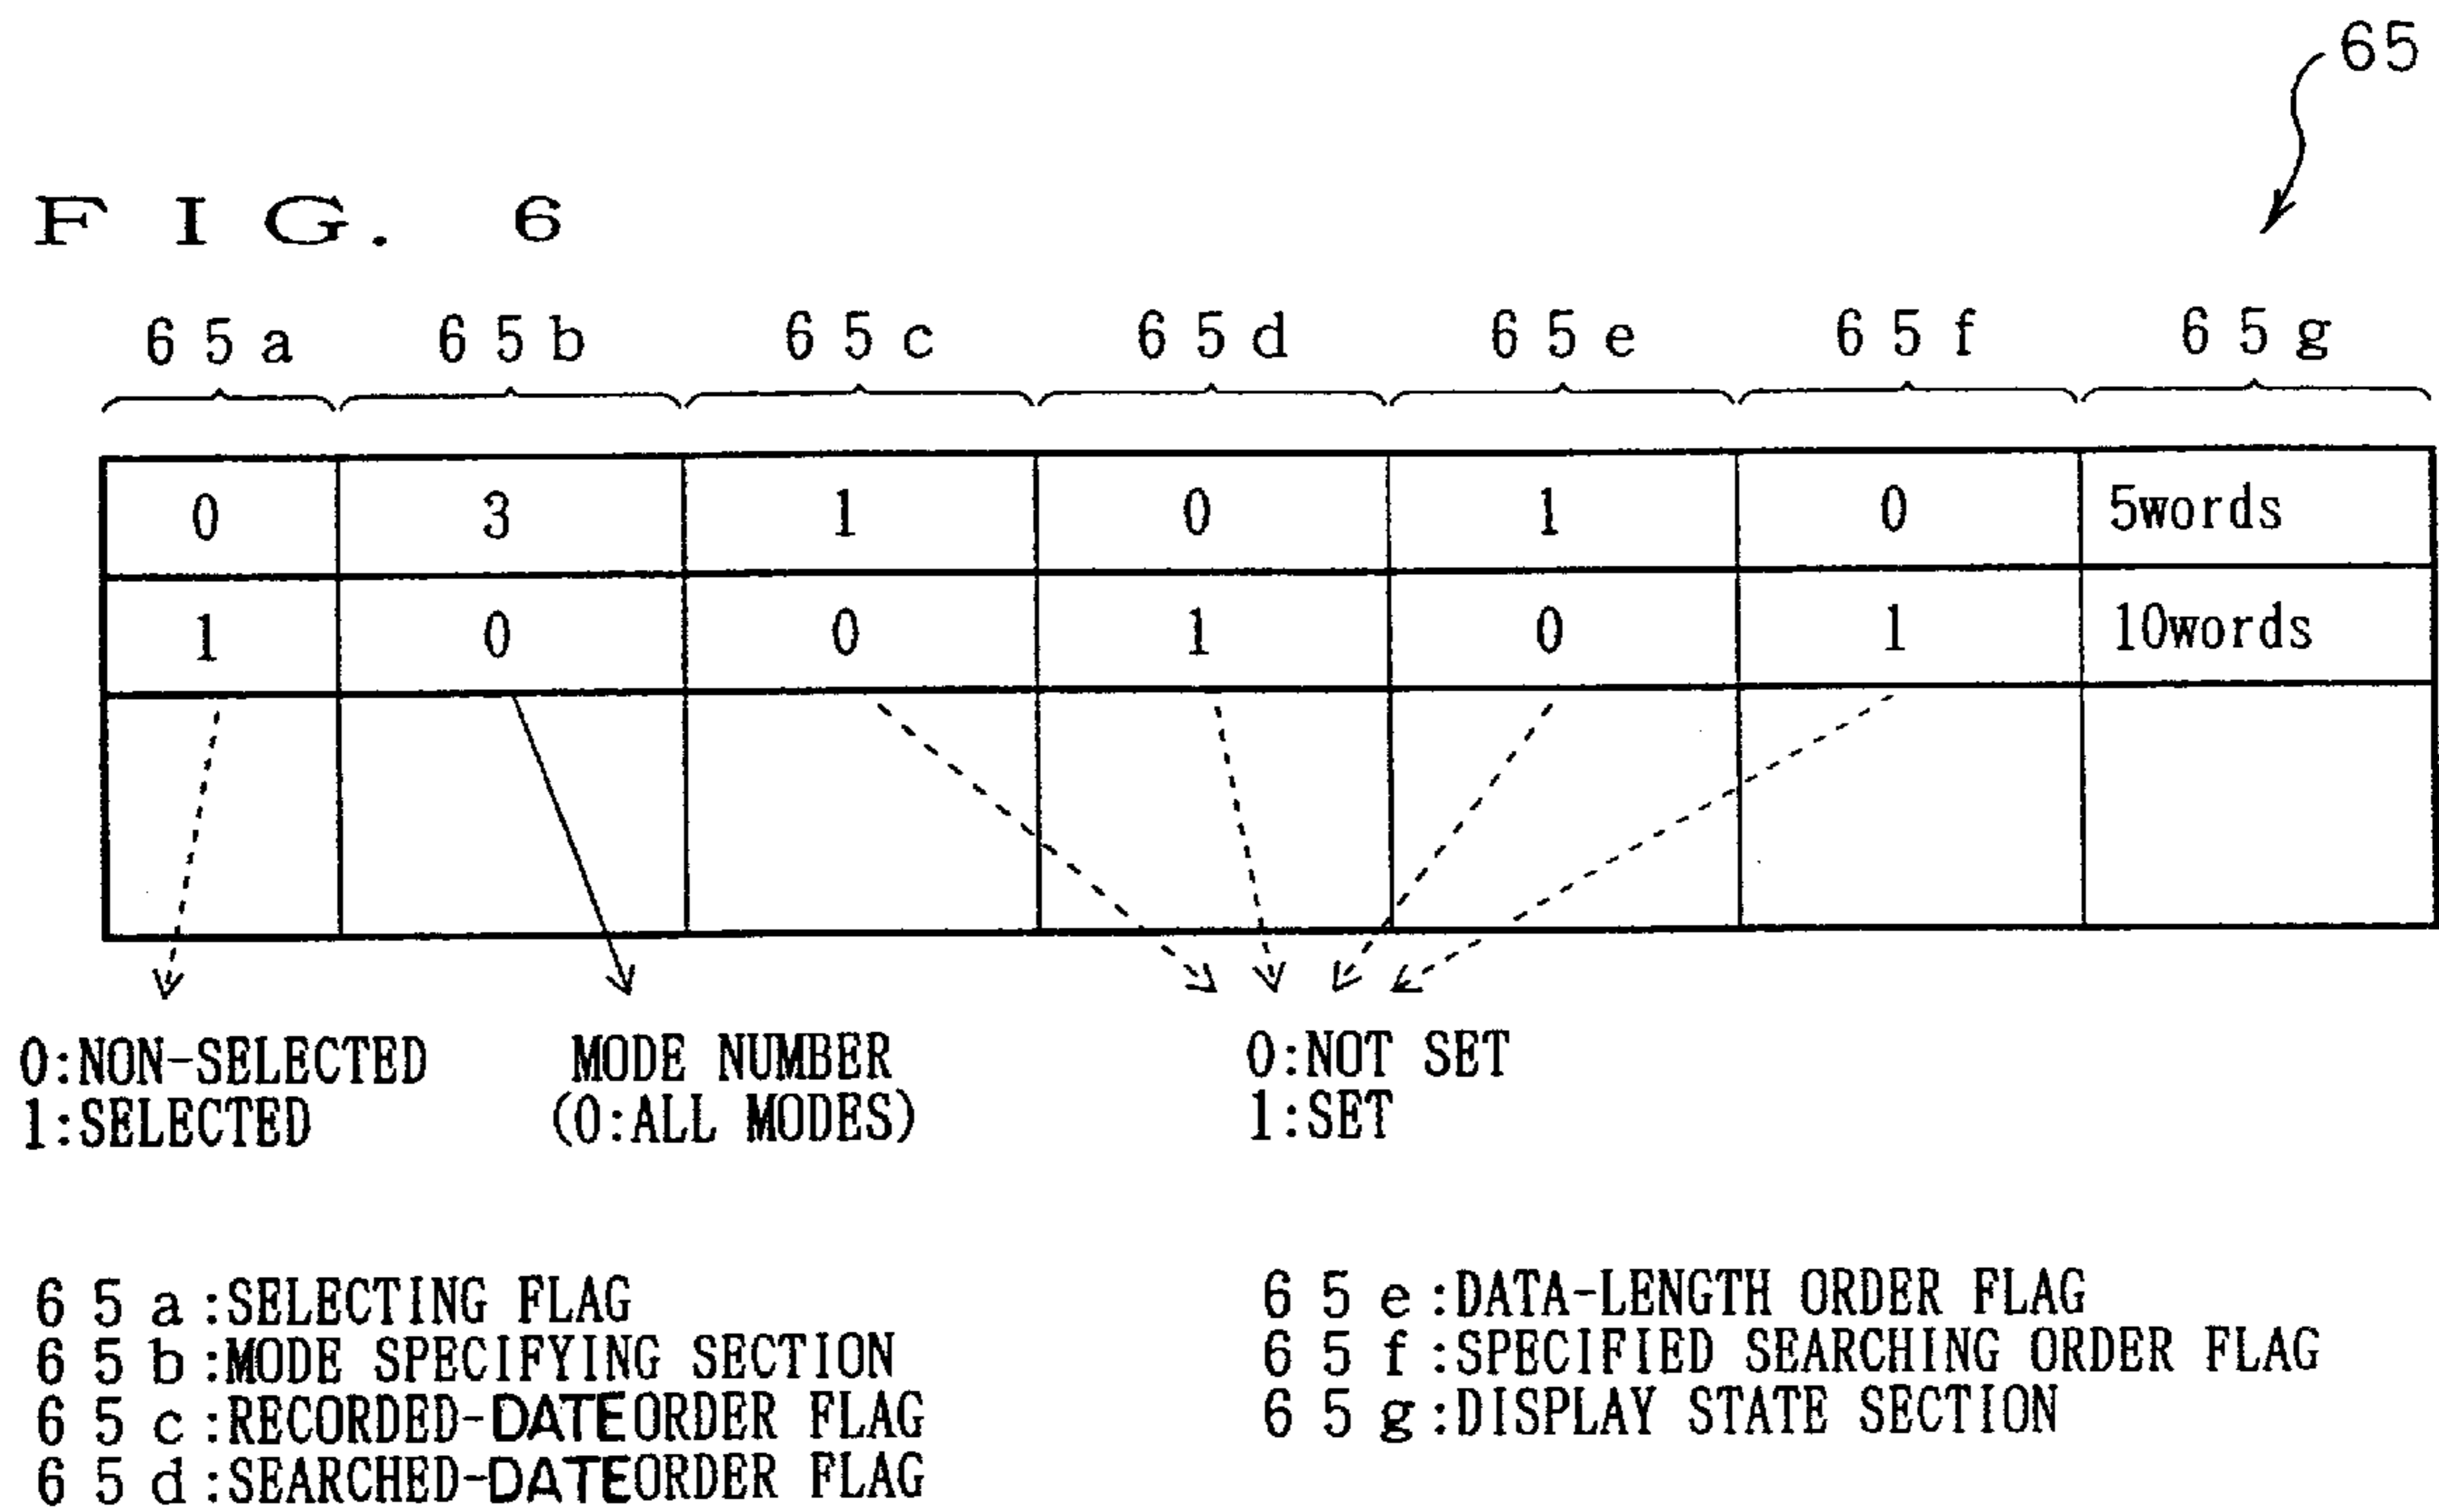 65
FIG. 6
65a 65b 65c 65d 65e 65f 65g
0 3 1 0 1 0 5words
1 0 0 1 0 1 10words
0:NON-SELECTED MODE NUMBER 0:NOT SET
1:SELECTED (0:ALL MODES) 1:SET
65a:SELECTING FLAG
65b:MODE SPECIFYING SECTION
65c:RECORDED-DATEORDER FLAG
65d:SEARCHED-DATEORDER FLAG
65e:DATA-LENGTH ORDER FLAG
65f:SPECIFIED SEARCHING ORDER FLAG
65g:DISPLAY STATE SECTION